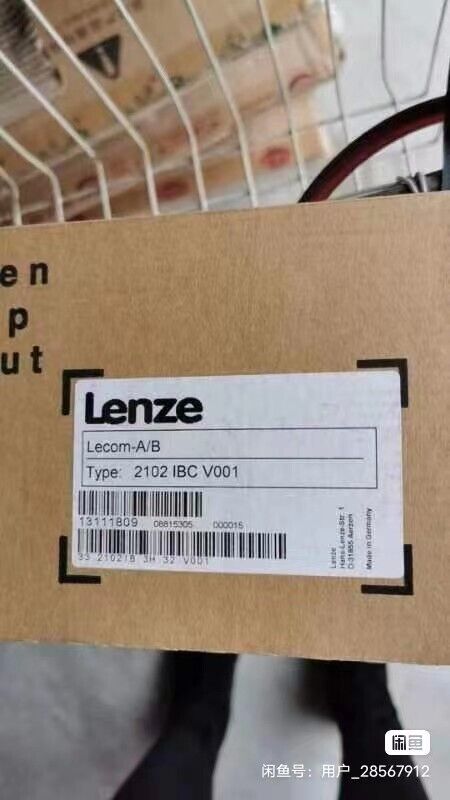 en
p
ut
Lenze
Lecom-A/B
Type: 2102 IBC V001
13111809 08815305 000015
33.2102IB 3H 32 V001
Lenze
Hans-Lenze-Str. 1
D-31855 Aerzen
Made in Germany
闲鱼
闲鱼号：用户_28567912